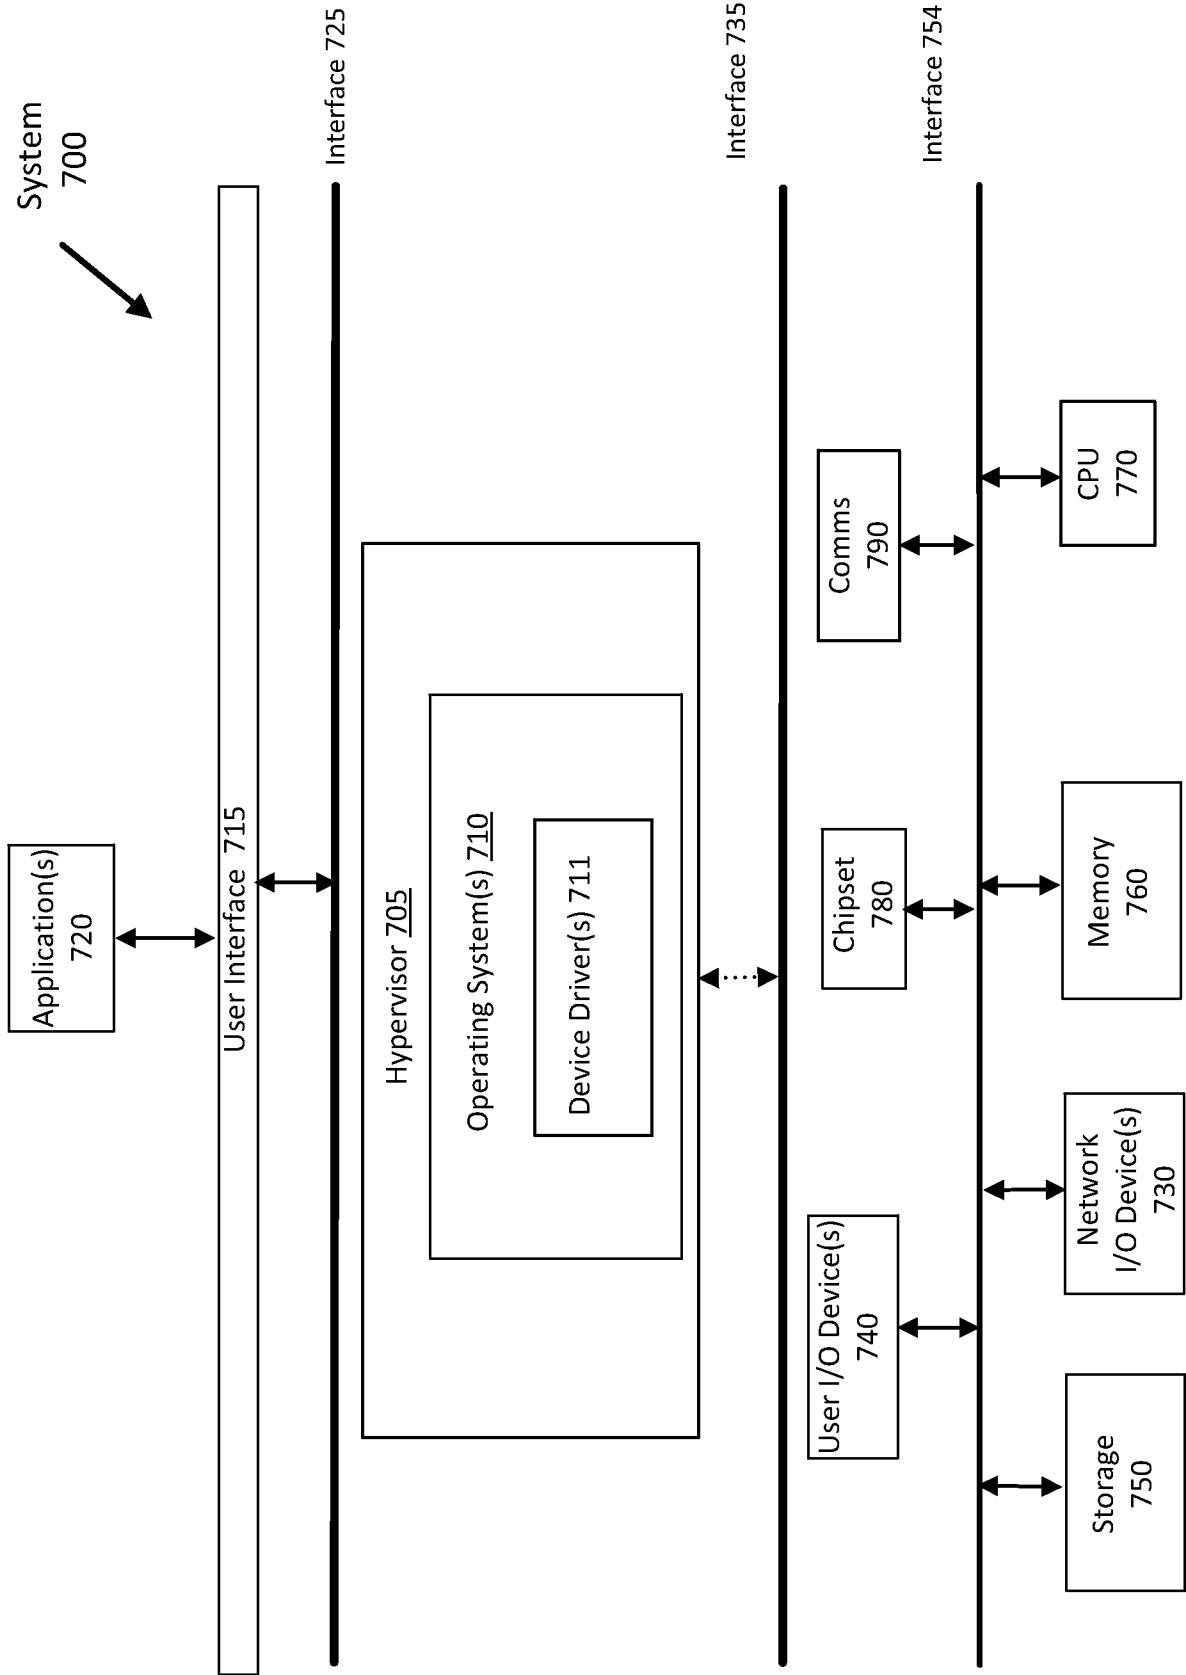 System
700
Application(s)
720
User Interface 715
Interface 725
Hypervisor 705
Operating System(s) 710
Device Driver(s) 711
Interface 735
User I/O Device(s)
740
Chipset
780
Comms
790
Interface 754
Storage
750
Network
I/O Device(s)
730
Memory
760
CPU
770